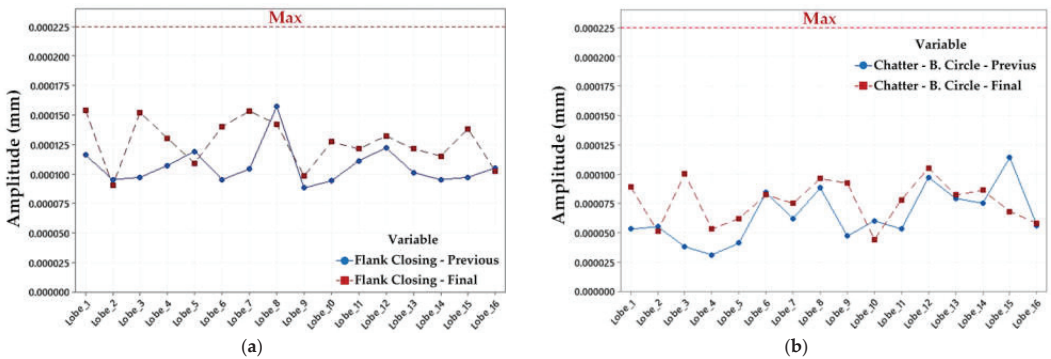 Max
0.000225
0.000200
0.000175
0.000150
0.000125
0.000100
0.000075
0.000050
0.000025
0.000000
Amplitude (mm)
Variable
Flank Closing - Previous
Flank Closing - Final
Lobe_1
Lobe_2
Lobe_3
Lobe_4
Lobe_5
Lobe_6
Lobe_7
Lobe_8
Lobe_9
Lobe_10
Lobe_11
Lobe_12
Lobe_13
Lobe_14
Lobe_15
Lobe_16
(a)
Max
0.000225
0.000200
0.000175
0.000150
0.000125
0.000100
0.000075
0.000050
0.000025
0.000000
Amplitude (mm)
Variable
Chatter - B. Circle - Previus
Chatter - B. Circle - Final
Lobe_1
Lobe_2
Lobe_3
Lobe_4
Lobe_5
Lobe_6
Lobe_7
Lobe_8
Lobe_9
Lobe_10
Lobe_11
Lobe_12
Lobe_13
Lobe_14
Lobe_15
Lobe_16
(b)